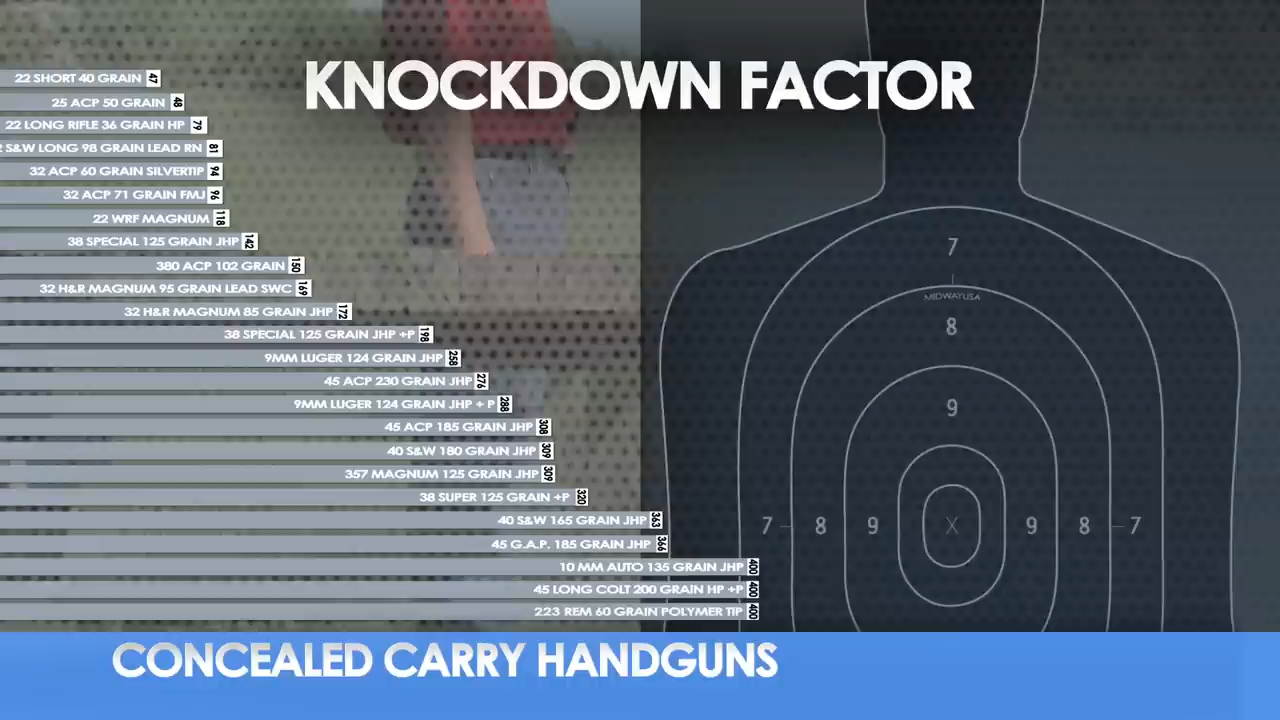 KNOCKDOWN FACTOR
22 SHORT 40 GRAIN 47
25 ACP 50 GRAIN 48
22 LONG RIFLE 36 GRAIN HP 79
S&W LONG 98 GRAIN LEAD RN 81
32 ACP 60 GRAIN SILVERTIP 94
32 ACP 71 GRAIN FMJ 96
22 WRF MAGNUM 118
38 SPECIAL 125 GRAIN JHP 142
380 ACP 102 GRAIN 150
32 H&R MAGNUM 95 GRAIN LEAD SWC 169
32 H&R MAGNUM 85 GRAIN JHP 172
38 SPECIAL 125 GRAIN JHP +P 198
9MM LUGER 124 GRAIN JHP 258
45 ACP 230 GRAIN JHP 276
9MM LUGER 124 GRAIN JHP + P 288
45 ACP 185 GRAIN JHP 308
40 S&W 180 GRAIN JHP 309
357 MAGNUM 125 GRAIN JHP 309
38 SUPER 125 GRAIN +P 320
40 S&W 165 GRAIN JHP 363
45 G.A.P. 185 GRAIN JHP 366
10 MM AUTO 135 GRAIN JHP 400
45 LONG COLT 200 GRAIN HP +P 400
223 REM 60 GRAIN POLYMER TIP 400
7
MIDWAYUSA
8
9
7 8 9 X 9 8 7
CONCEALED CARRY HANDGUNS